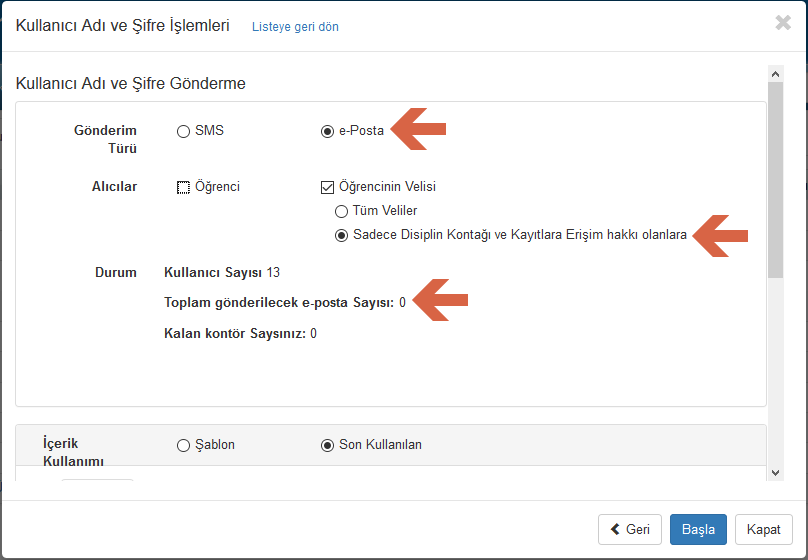 Kullanıcı Adı ve Şifre İşlemleri Listeye geri dön
Kullanıcı Adı ve Şifre Gönderme
Gönderim Türü SMS e-Posta
Alıcılar Öğrenci Öğrencinin Velisi
Tüm Veliler
Sadece Disiplin Kontağı ve Kayıtlara Erişim hakkı olanlara
Durum Kullanıcı Sayısı 13
Toplam gönderilecek e-posta Sayısı: 0
Kalan kontör Saysınız: 0
İçerik Kullanımı Şablon Son Kullanılan
Geri Başla Kapat